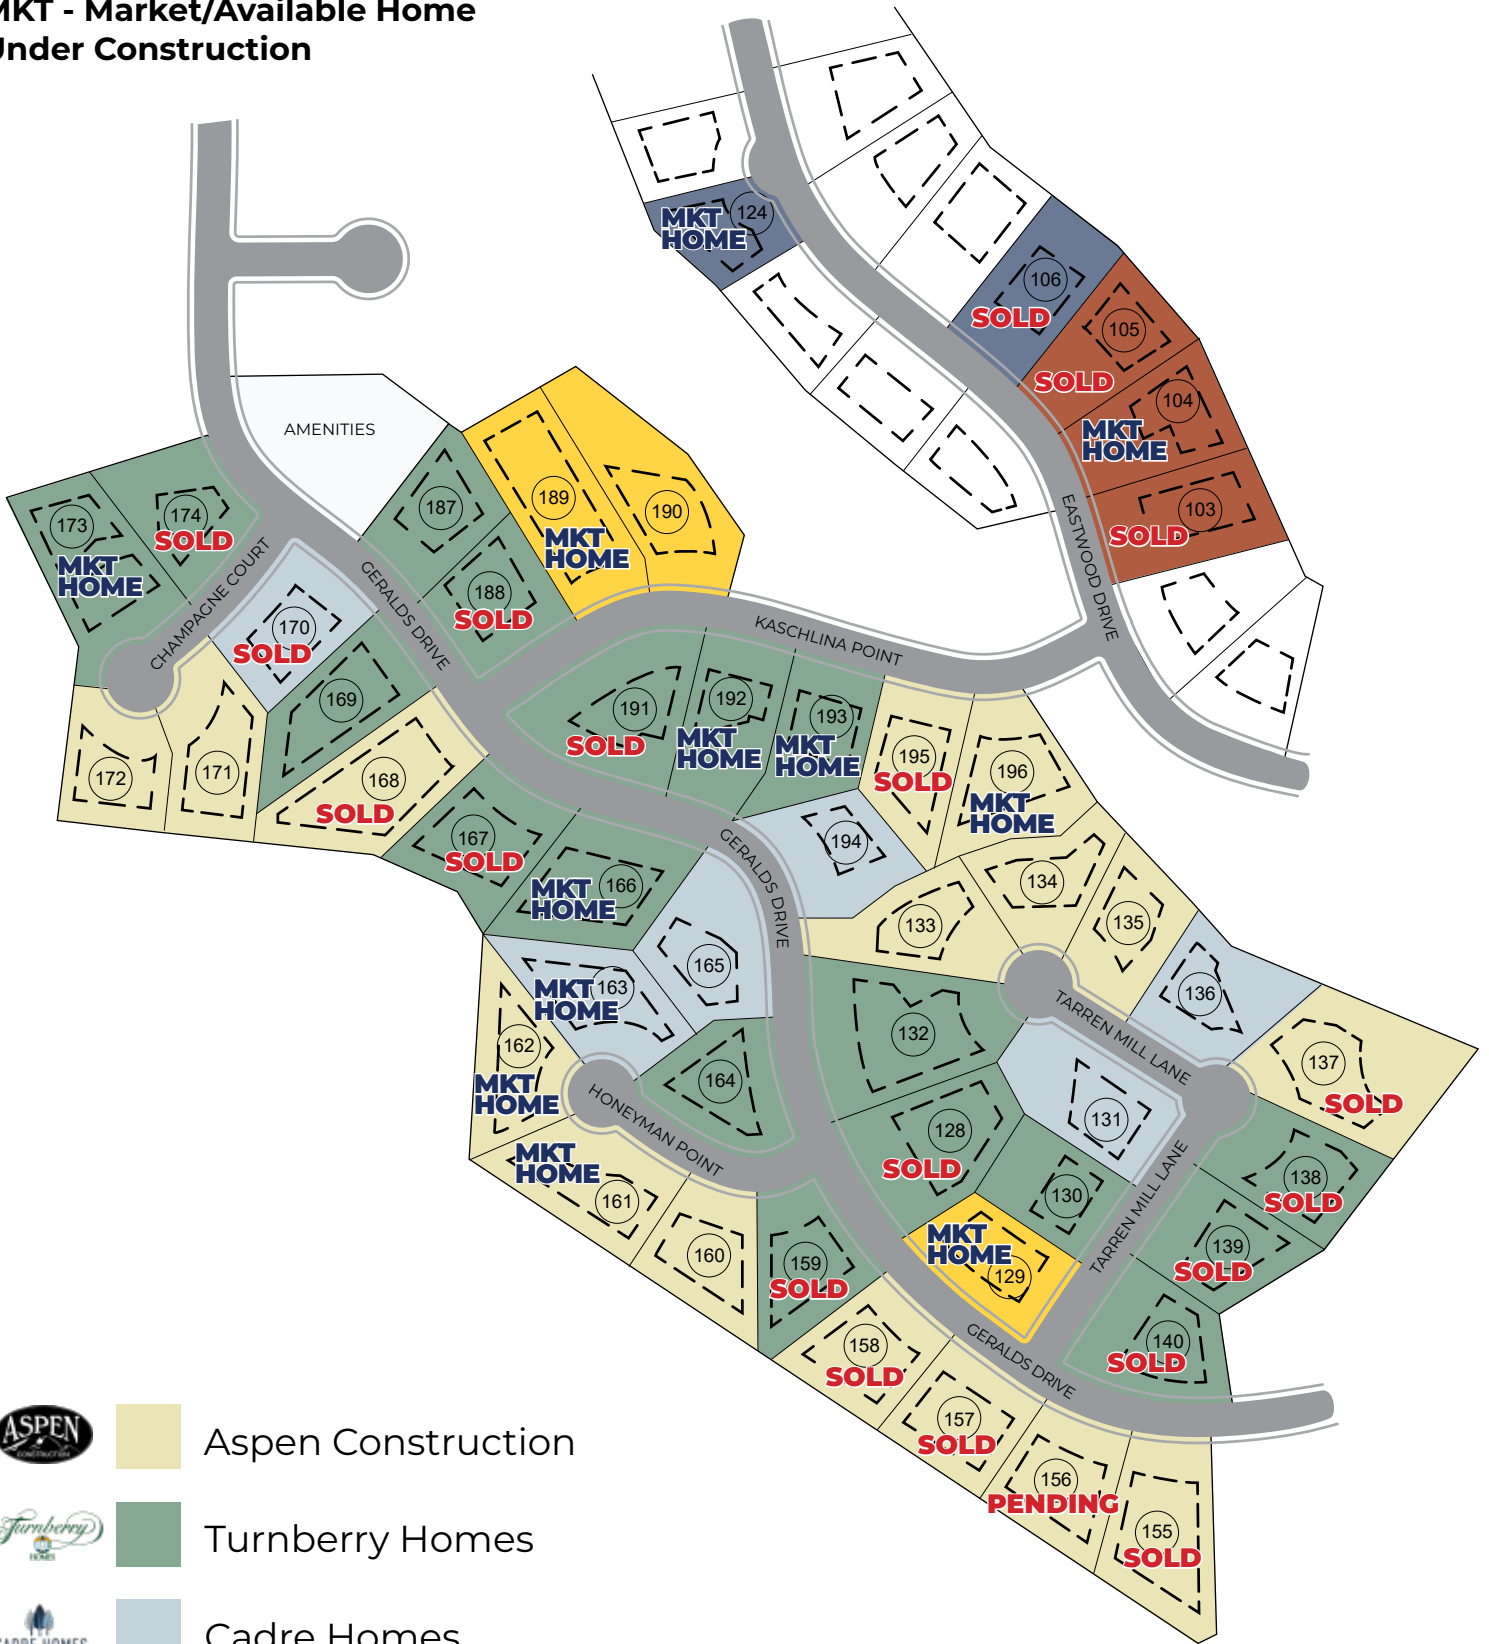 MKT - Market/Available Home
Under Construction
124
MKT
HOME
106
SOLD
105
SOLD
104
MKT
HOME
103
SOLD
EASTWOOD DRIVE
AMENITIES
173
MKT
HOME
174
SOLD
CHAMPAGNE COURT
170
SOLD
GERALDS DRIVE
187
188
SOLD
189
MKT
HOME
190
KASCHLINA POINT
169
172
171
168
SOLD
191
SOLD
192
MKT
HOME
193
MKT
HOME
195
SOLD
196
MKT
HOME
167
SOLD
166
MKT
HOME
GERALDS DRIVE
194
133
134
135
136
165
163
MKT
HOME
162
MKT
HOME
164
HONEYMAN POINT
132
TARREN MILL LANE
137
SOLD
131
128
SOLD
130
138
SOLD
139
SOLD
TARREN MILL LANE
MKT
HOME
161
160
159
SOLD
MKT
HOME
129
140
SOLD
GERALDS DRIVE
158
SOLD
157
SOLD
156
PENDING
155
SOLD
ASPEN
CONSTRUCTION
Aspen Construction
Turnberry
HOMES
Turnberry Homes
CADRE HOMES
Cadre Homes